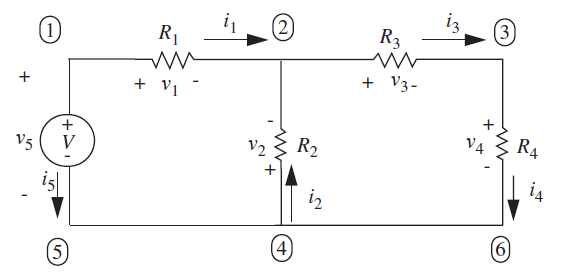 1 R1 i1 2 R3 i3 3
+ + v1 - + v3 -
v5 + V - v2 - + R2 v4 + - R4
i5 - i2 i4
5 4 6